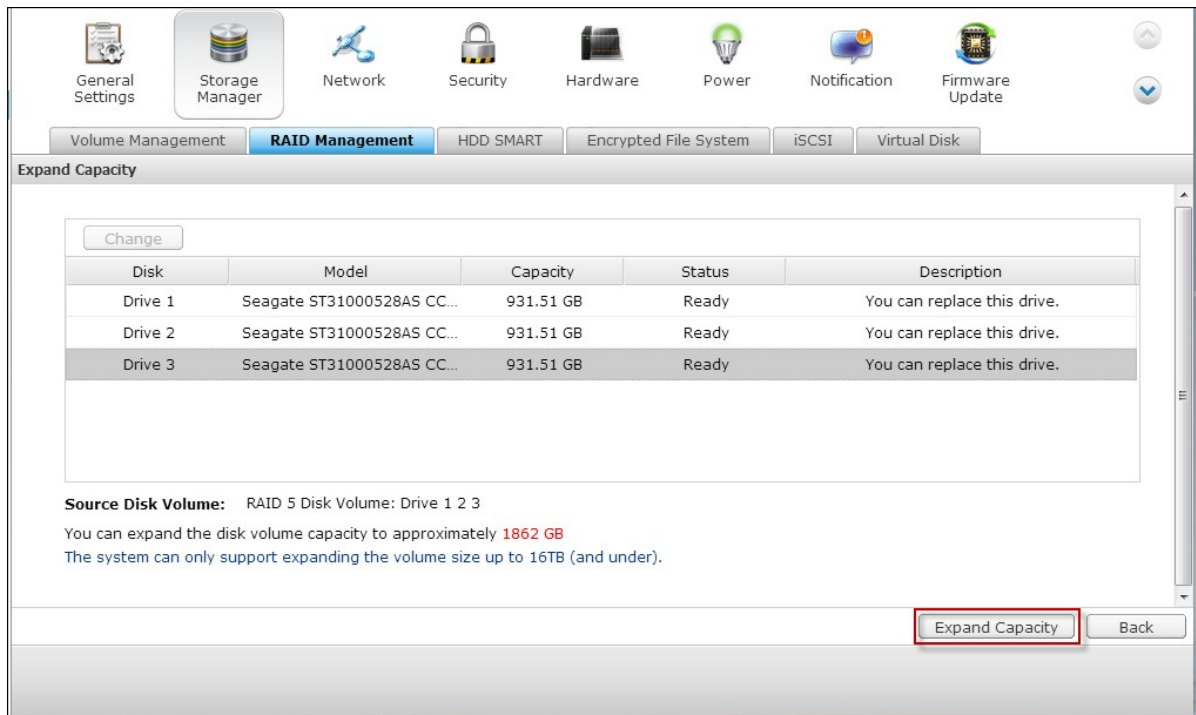 General Settings
Storage Manager
Network
Security
Hardware
Power
Notification
Firmware Update
Volume Management RAID Management HDD SMART Encrypted File System iSCSI Virtual Disk
Expand Capacity
Change
Disk Model Capacity Status Description
Drive 1 Seagate ST31000528AS CC... 931.51 GB Ready You can replace this drive.
Drive 2 Seagate ST31000528AS CC... 931.51 GB Ready You can replace this drive.
Drive 3 Seagate ST31000528AS CC... 931.51 GB Ready You can replace this drive.
Source Disk Volume: RAID 5 Disk Volume: Drive 1 2 3
You can expand the disk volume capacity to approximately 1862 GB
The system can only support expanding the volume size up to 16TB (and under).
Expand Capacity Back